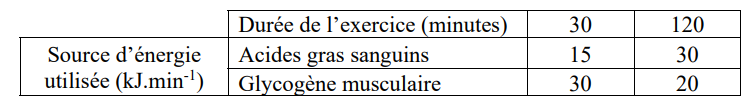 Durée de l’exercice (minutes) 30 120
Source d’énergie utilisée (kJ.min⁻¹) Acides gras sanguins 15 30
Glycogène musculaire 30 20